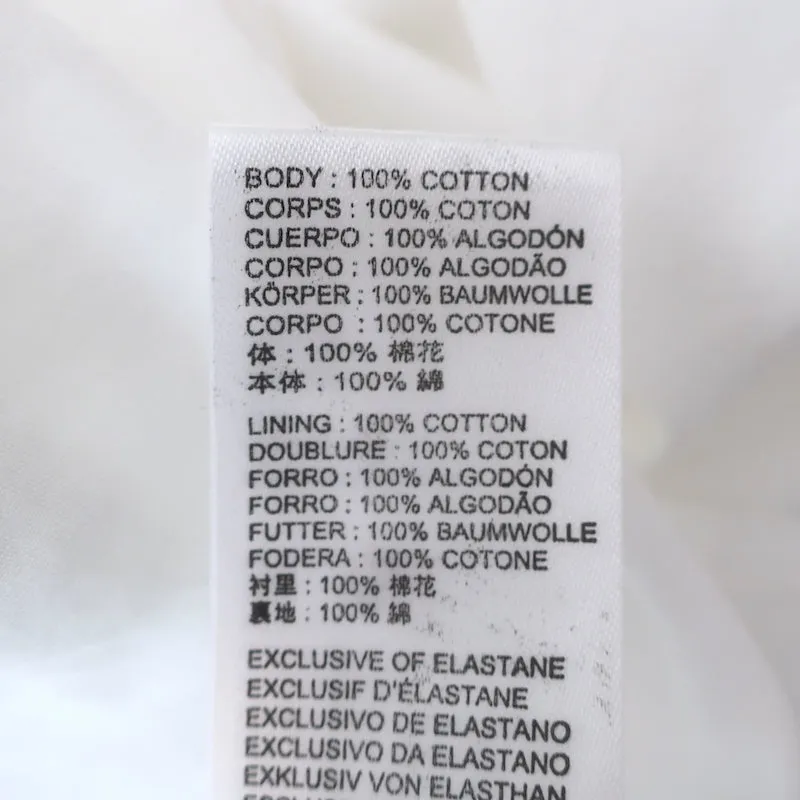 BODY : 100% COTTON
CORPS : 100% COTON
CUERPO : 100% ALGODÓN
CORPO : 100% ALGODÃO
KÖRPER : 100% BAUMWOLLE
CORPO : 100% COTONE
体 : 100% 棉花
本体 : 100% 綿
LINING : 100% COTTON
DOUBLURE : 100% COTON
FORRO : 100% ALGODÓN
FORRO : 100% ALGODÃO
FUTTER : 100% BAUMWOLLE
FODERA : 100% COTONE
衬里 : 100% 棉花
裏地 : 100% 綿
EXCLUSIVE OF ELASTANE
EXCLUSIF D'ÉLASTANE
EXCLUSIVO DE ELASTANO
EXCLUSIVO DA ELASTANO
EXKLUSIV VON ELASTHAN